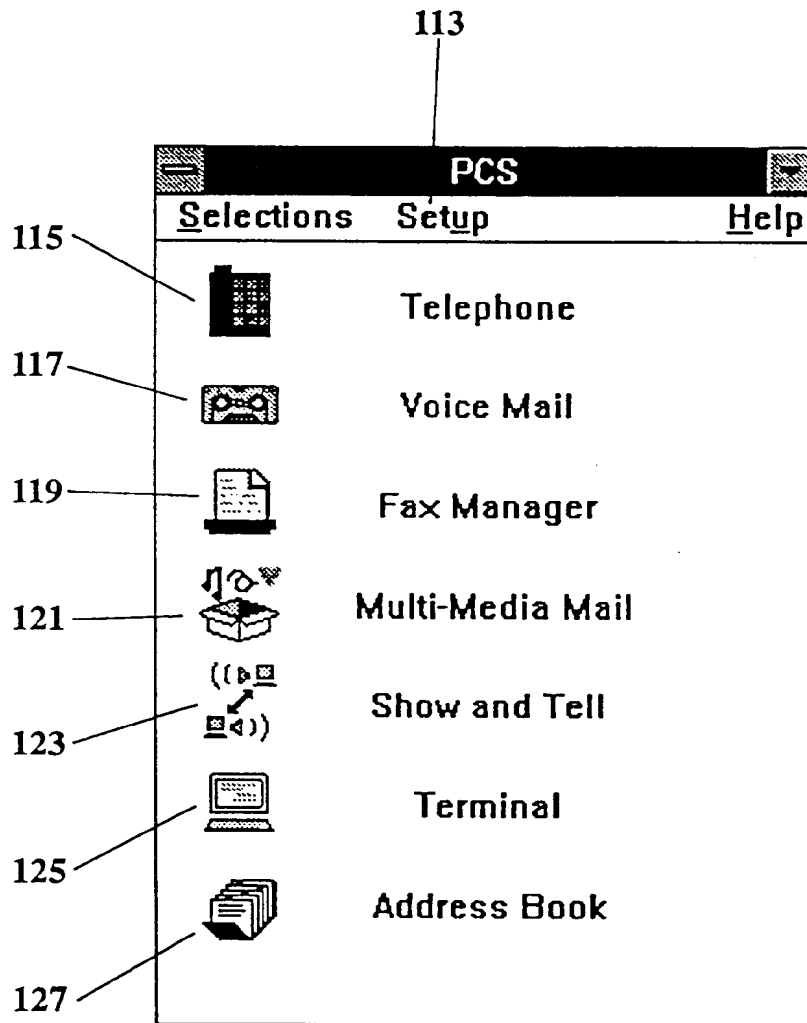 113
PCS
Selections Setup Help
115
Telephone
117
Voice Mail
119
Fax Manager
121
Multi-Media Mail
123
Show and Tell
125
Terminal
127
Address Book